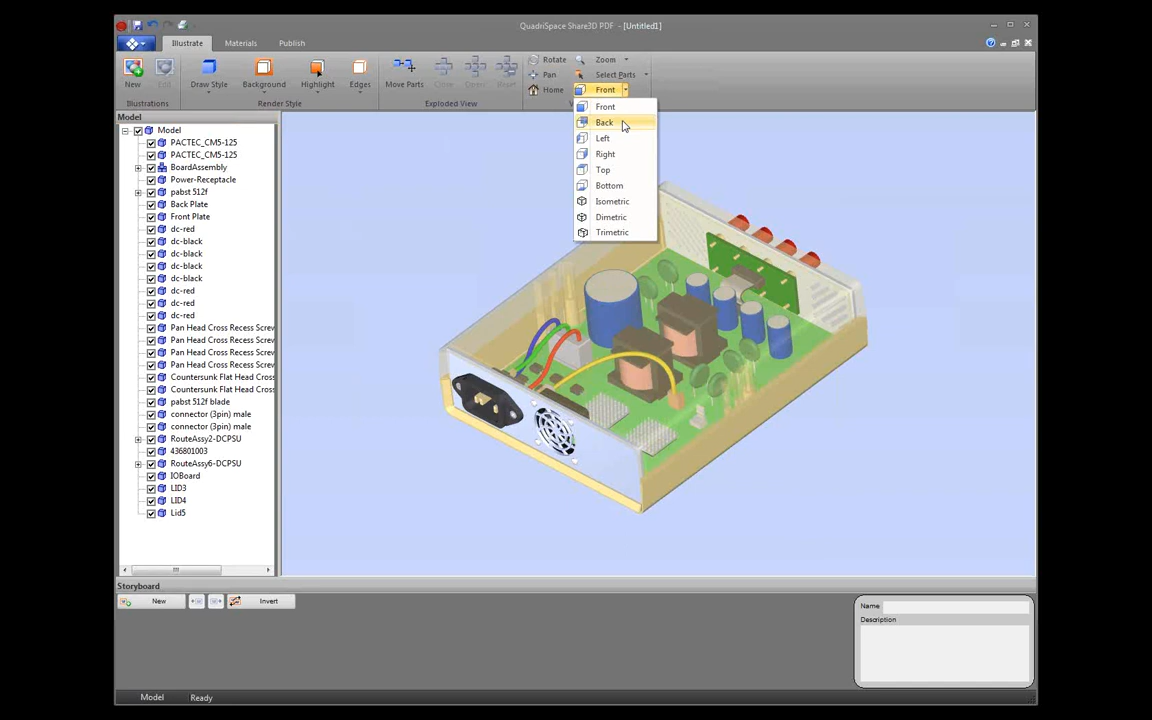 QuadriSpace Share3D PDF - [Untitled1]
Illustrate Materials Publish
New
Draw Style
Background
Highlight
Edges
Move Parts
Rotate
Zoom
Pan
Select Parts
Home
Front
Illustrations
Render Style
Exploded View
Front
Back
Left
Right
Top
Bottom
Isometric
Dimetric
Trimetric
Model
Model
PACTEC_CM5-125
PACTEC_CM5-125
BoardAssembly
Power-Receptacle
pabst 512f
Back Plate
Front Plate
dc-red
dc-black
dc-black
dc-black
dc-black
dc-red
dc-red
dc-red
Pan Head Cross Recess Screw
Pan Head Cross Recess Screw
Pan Head Cross Recess Screw
Pan Head Cross Recess Screw
Countersunk Flat Head Cross
Countersunk Flat Head Cross
pabst 512f blade
connector (3pin) male
connector (3pin) male
RouteAssy2-DCPSU
436801003
RouteAssy6-DCPSU
IOBoard
LID3
LID4
Lid5
Storyboard
New
Invert
Name
Description
Model
Ready